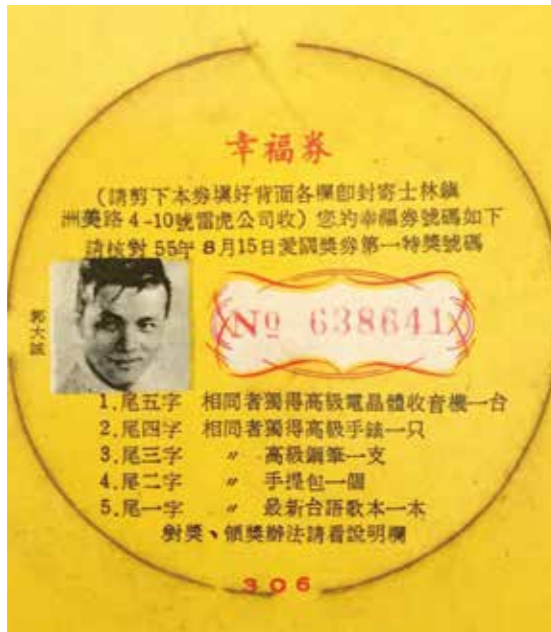 幸福券
(請剪下本券填好背面各欄卽封寄士林鎭
洲美路4-10號雷虎公司收)您的幸福券號碼如下
請核對55年8月15日愛國獎券第一特獎號碼
郭大誠
№ 638641
1.尾五字 相同者獨得高級電晶體收音機一台
2.尾四字 相同者獨得高級手錶一只
3.尾三字 〃 高級鋼筆一支
4.尾二字 〃 手提包一個
5.尾一字 〃 最新台語歌本一本
對獎、領獎辦法請看說明欄
306